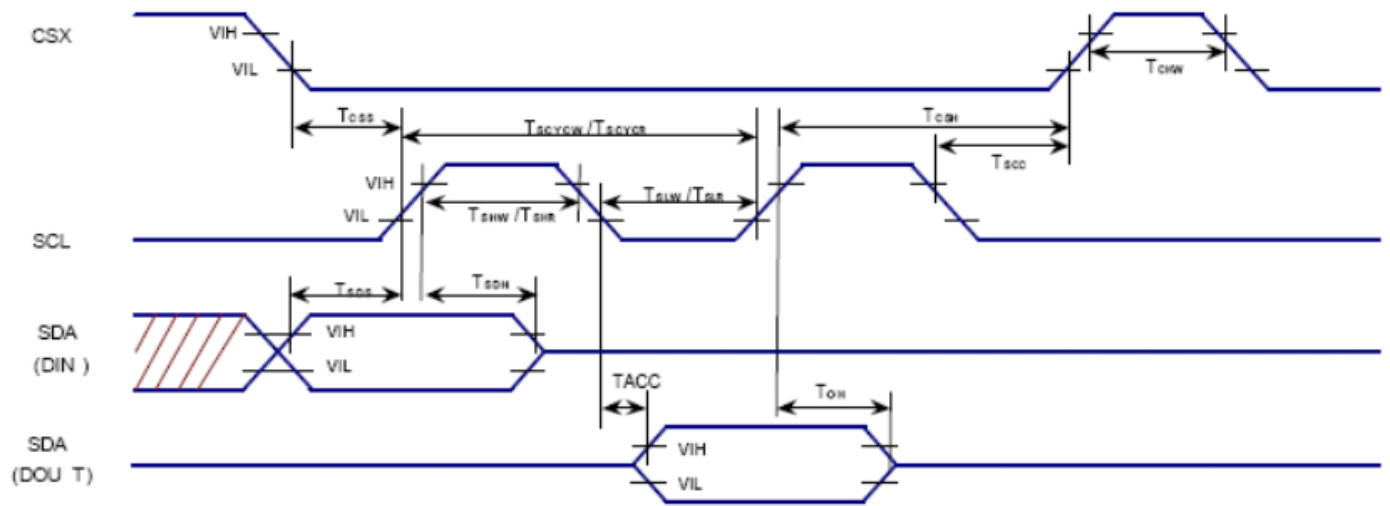 CSX
VIH
VIL
TCHW
TCSS
TSCYCW /TSCYCR
TCSH
TSCC
VIH
VIL
TSHW /TSHR
TSLW /TSLR
SCL
TSDS
TSDH
SDA
(DIN )
VIH
VIL
TACC
TOH
SDA
(DOU T)
VIH
VIL